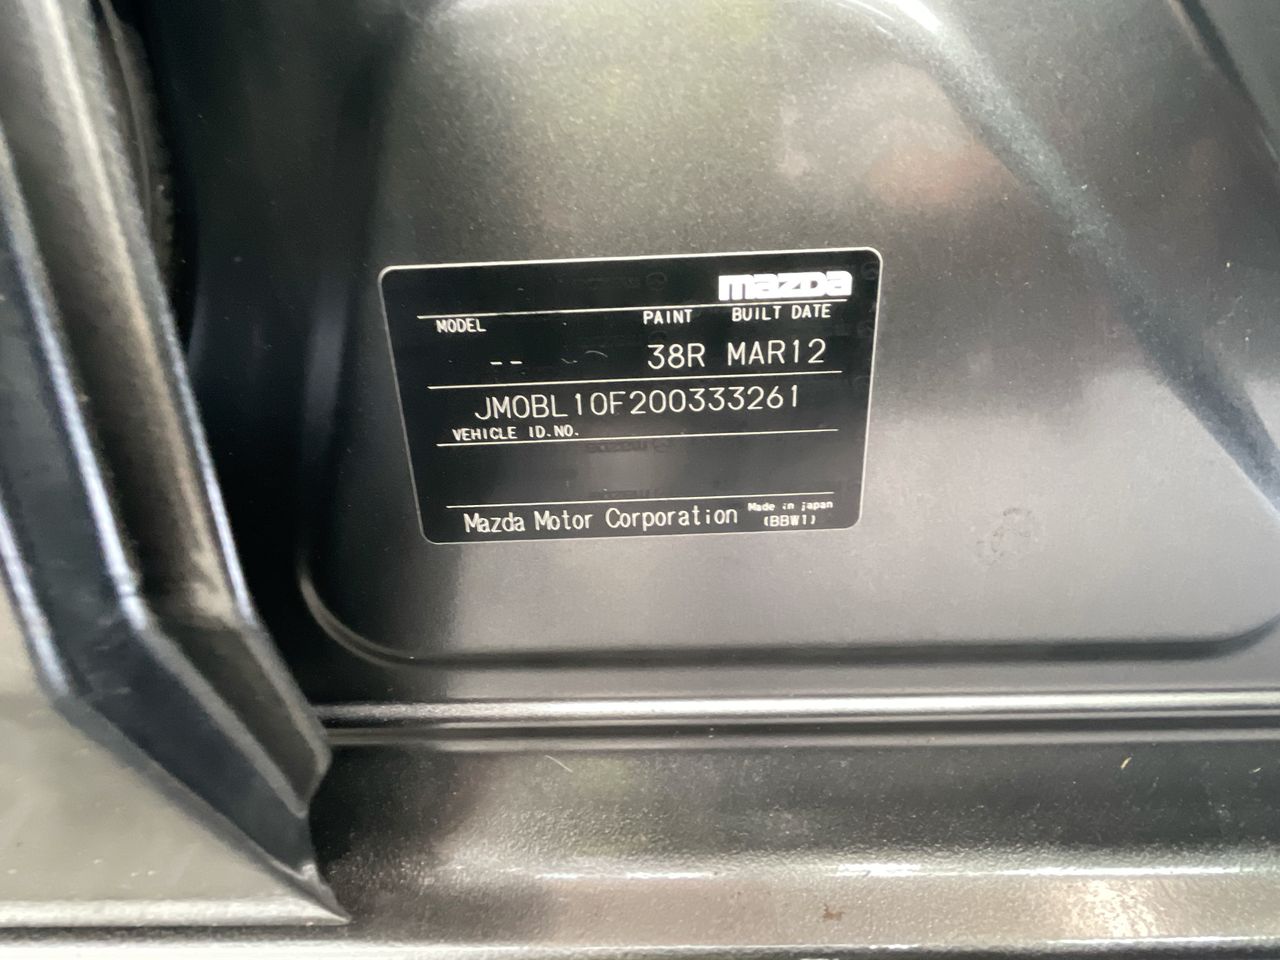 mazda
MODEL PAINT BUILT DATE
-- 38R MAR12
JM0BL10F200333261
VEHICLE ID.NO.
Mazda Motor Corporation Made in japan
(BBW1)